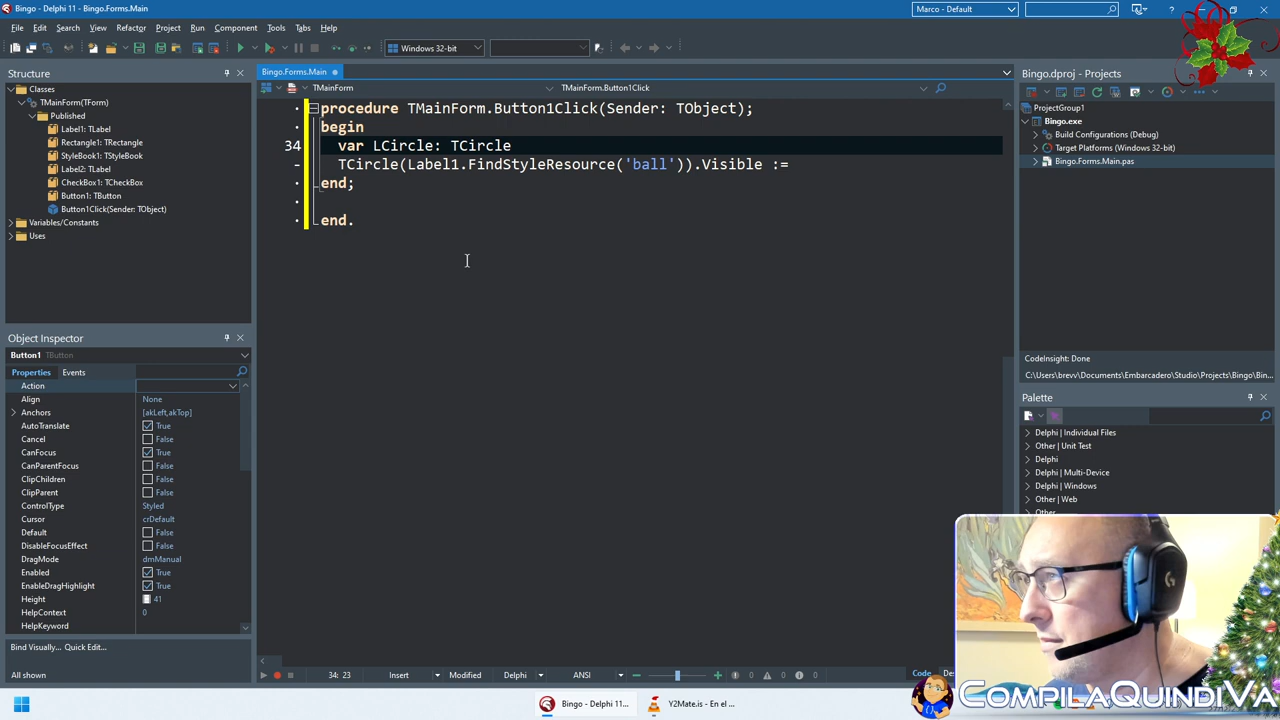 Bingo - Delphi 11 - Bingo.Forms.Main
Marco - Default
File Edit Search View Refactor Project Run Component Tools Tabs Help
Windows 32-bit
Structure
Classes
TMainForm(TForm)
Published
Label1: TLabel
Rectangle1: TRectangle
StyleBook1: TStyleBook
Label2: TLabel
CheckBox1: TCheckBox
Button1: TButton
Button1Click(Sender: TObject)
Variables/Constants
Uses
Object Inspector
Button1 TButton
Properties Events
Action
Align None
Anchors [akLeft,akTop]
AutoTranslate True
Cancel False
CanFocus True
CanParentFocus False
ClipChildren False
ClipParent False
ControlType Styled
Cursor crDefault
Default False
DisableFocusEffect False
DragMode dmManual
Enabled True
EnableDragHighlight True
Height 41
HelpContext 0
HelpKeyword
Bind Visually... Quick Edit...
All shown
Bingo.Forms.Main
TMainForm TMainForm.Button1Click
procedure TMainForm.Button1Click(Sender: TObject);
begin
34 var LCircle: TCircle
TCircle(Label1.FindStyleResource('ball')).Visible :=
end;
end.
34: 23 Insert Modified Delphi ANSI 0 0 0 Code
Bingo.dproj - Projects
ProjectGroup1
Bingo.exe
Build Configurations (Debug)
Target Platforms (Windows 32-bit)
Bingo.Forms.Main.pas
CodeInsight: Done
C:\Users\brevv\Documents\Embarcadero\Studio\Projects\Bingo\Bin...
Palette
Delphi | Individual Files
Other | Unit Test
Delphi
Delphi | Multi-Device
Delphi | Windows
Other | Web
CompilaQuindiVa
Bingo - Delphi 11...
Y2Mate.is - En el ...